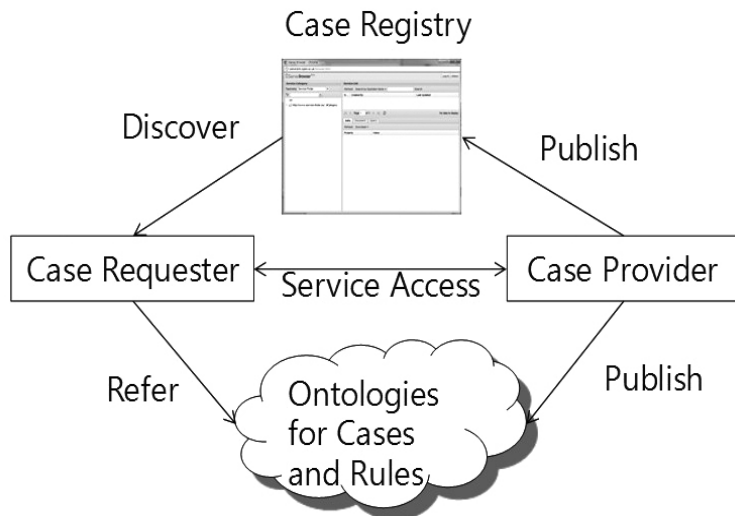 Case Registry
Discover
Publish
Case Requester
Service Access
Case Provider
Refer
Publish
Ontologies
for Cases
and Rules